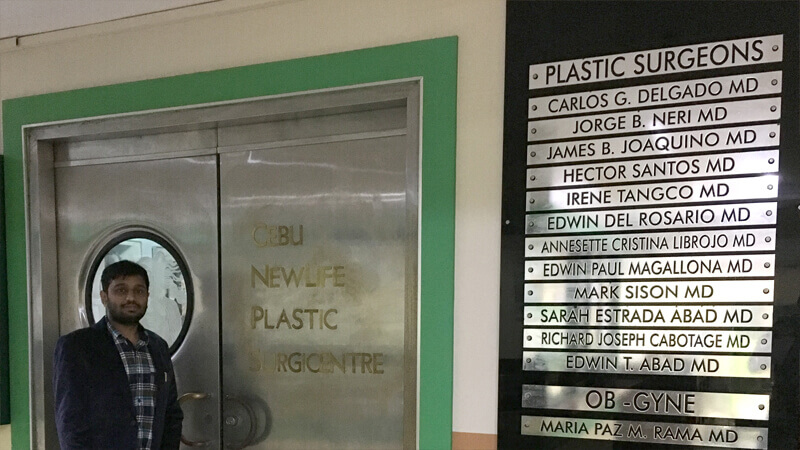 CEBU
NEWLIFE
PLASTIC
SURGICENTRE
PLASTIC SURGEONS
CARLOS G. DELGADO MD
JORGE B. NERI MD
JAMES B. JOAQUINO MD
HECTOR SANTOS MD
IRENE TANGCO MD
EDWIN DEL ROSARIO MD
ANNESETTE CRISTINA LIBROJO MD
EDWIN PAUL MAGALLONA MD
MARK SISON MD
SARAH ESTRADA ABAD MD
RICHARD JOSEPH CABOTAGE MD
EDWIN T. ABAD MD
OB -GYNE
MARIA PAZ M. RAMA MD